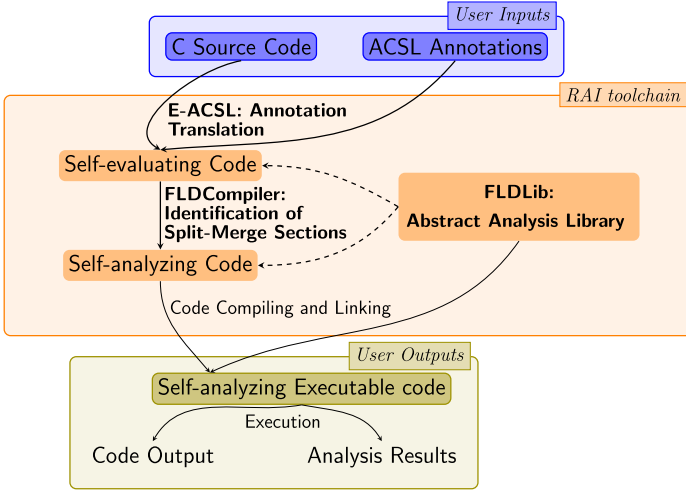 User Inputs
C Source Code
ACSL Annotations
RAI toolchain
E-ACSL: Annotation
Translation
Self-evaluating Code
FLDCompiler:
Identification of
Split-Merge Sections
FLDLib:
Abstract Analysis Library
Self-analyzing Code
Code Compiling and Linking
User Outputs
Self-analyzing Executable code
Execution
Code Output
Analysis Results